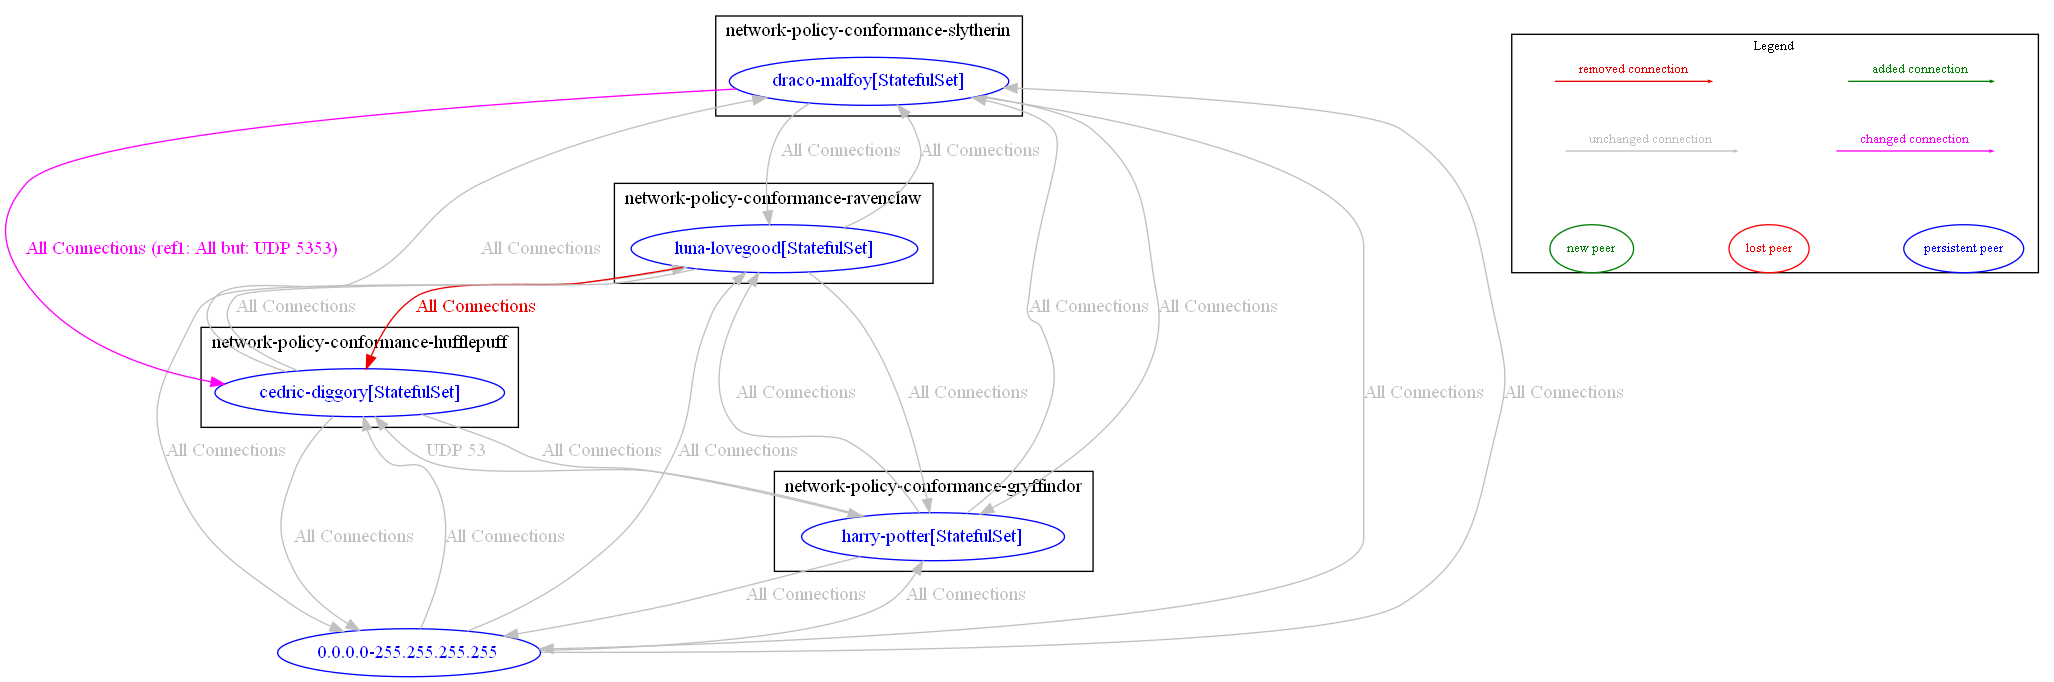 network-policy-conformance-slytherin
draco-malfoy[StatefulSet]
Legend
removed connection
added connection
unchanged connection
changed connection
new peer
lost peer
persistent peer
All Connections
All Connections
network-policy-conformance-ravenclaw
luna-lovegood[StatefulSet]
All Connections (ref1: All but: UDP 5353)
All Connections
All Connections
All Connections
All Connections
All Connections
network-policy-conformance-hufflepuff
cedric-diggory[StatefulSet]
All Connections
All Connections
All Connections
All Connections
All Connections
UDP 53
All Connections
All Connections
network-policy-conformance-gryffindor
harry-potter[StatefulSet]
All Connections
All Connections
All Connections
All Connections
0.0.0.0-255.255.255.255